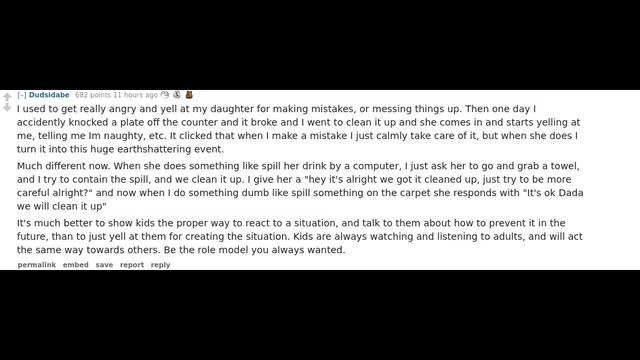 [–] Dudsidabe 682 points 11 hours ago
I used to get really angry and yell at my daughter for making mistakes, or messing things up. Then one day I
accidently knocked a plate off the counter and it broke and I went to clean it up and she comes in and starts yelling at
me, telling me Im naughty, etc. It clicked that when I make a mistake I just calmly take care of it, but when she does I
turn it into this huge earthshattering event.
Much different now. When she does something like spill her drink by a computer, I just ask her to go and grab a towel,
and I try to contain the spill, and we clean it up. I give her a "hey it's alright we got it cleaned up, just try to be more
careful alright?" and now when I do something dumb like spill something on the carpet she responds with "It's ok Dada
we will clean it up"
It's much better to show kids the proper way to react to a situation, and talk to them about how to prevent it in the
future, than to just yell at them for creating the situation. Kids are always watching and listening to adults, and will act
the same way towards others. Be the role model you always wanted.
permalink embed save report reply